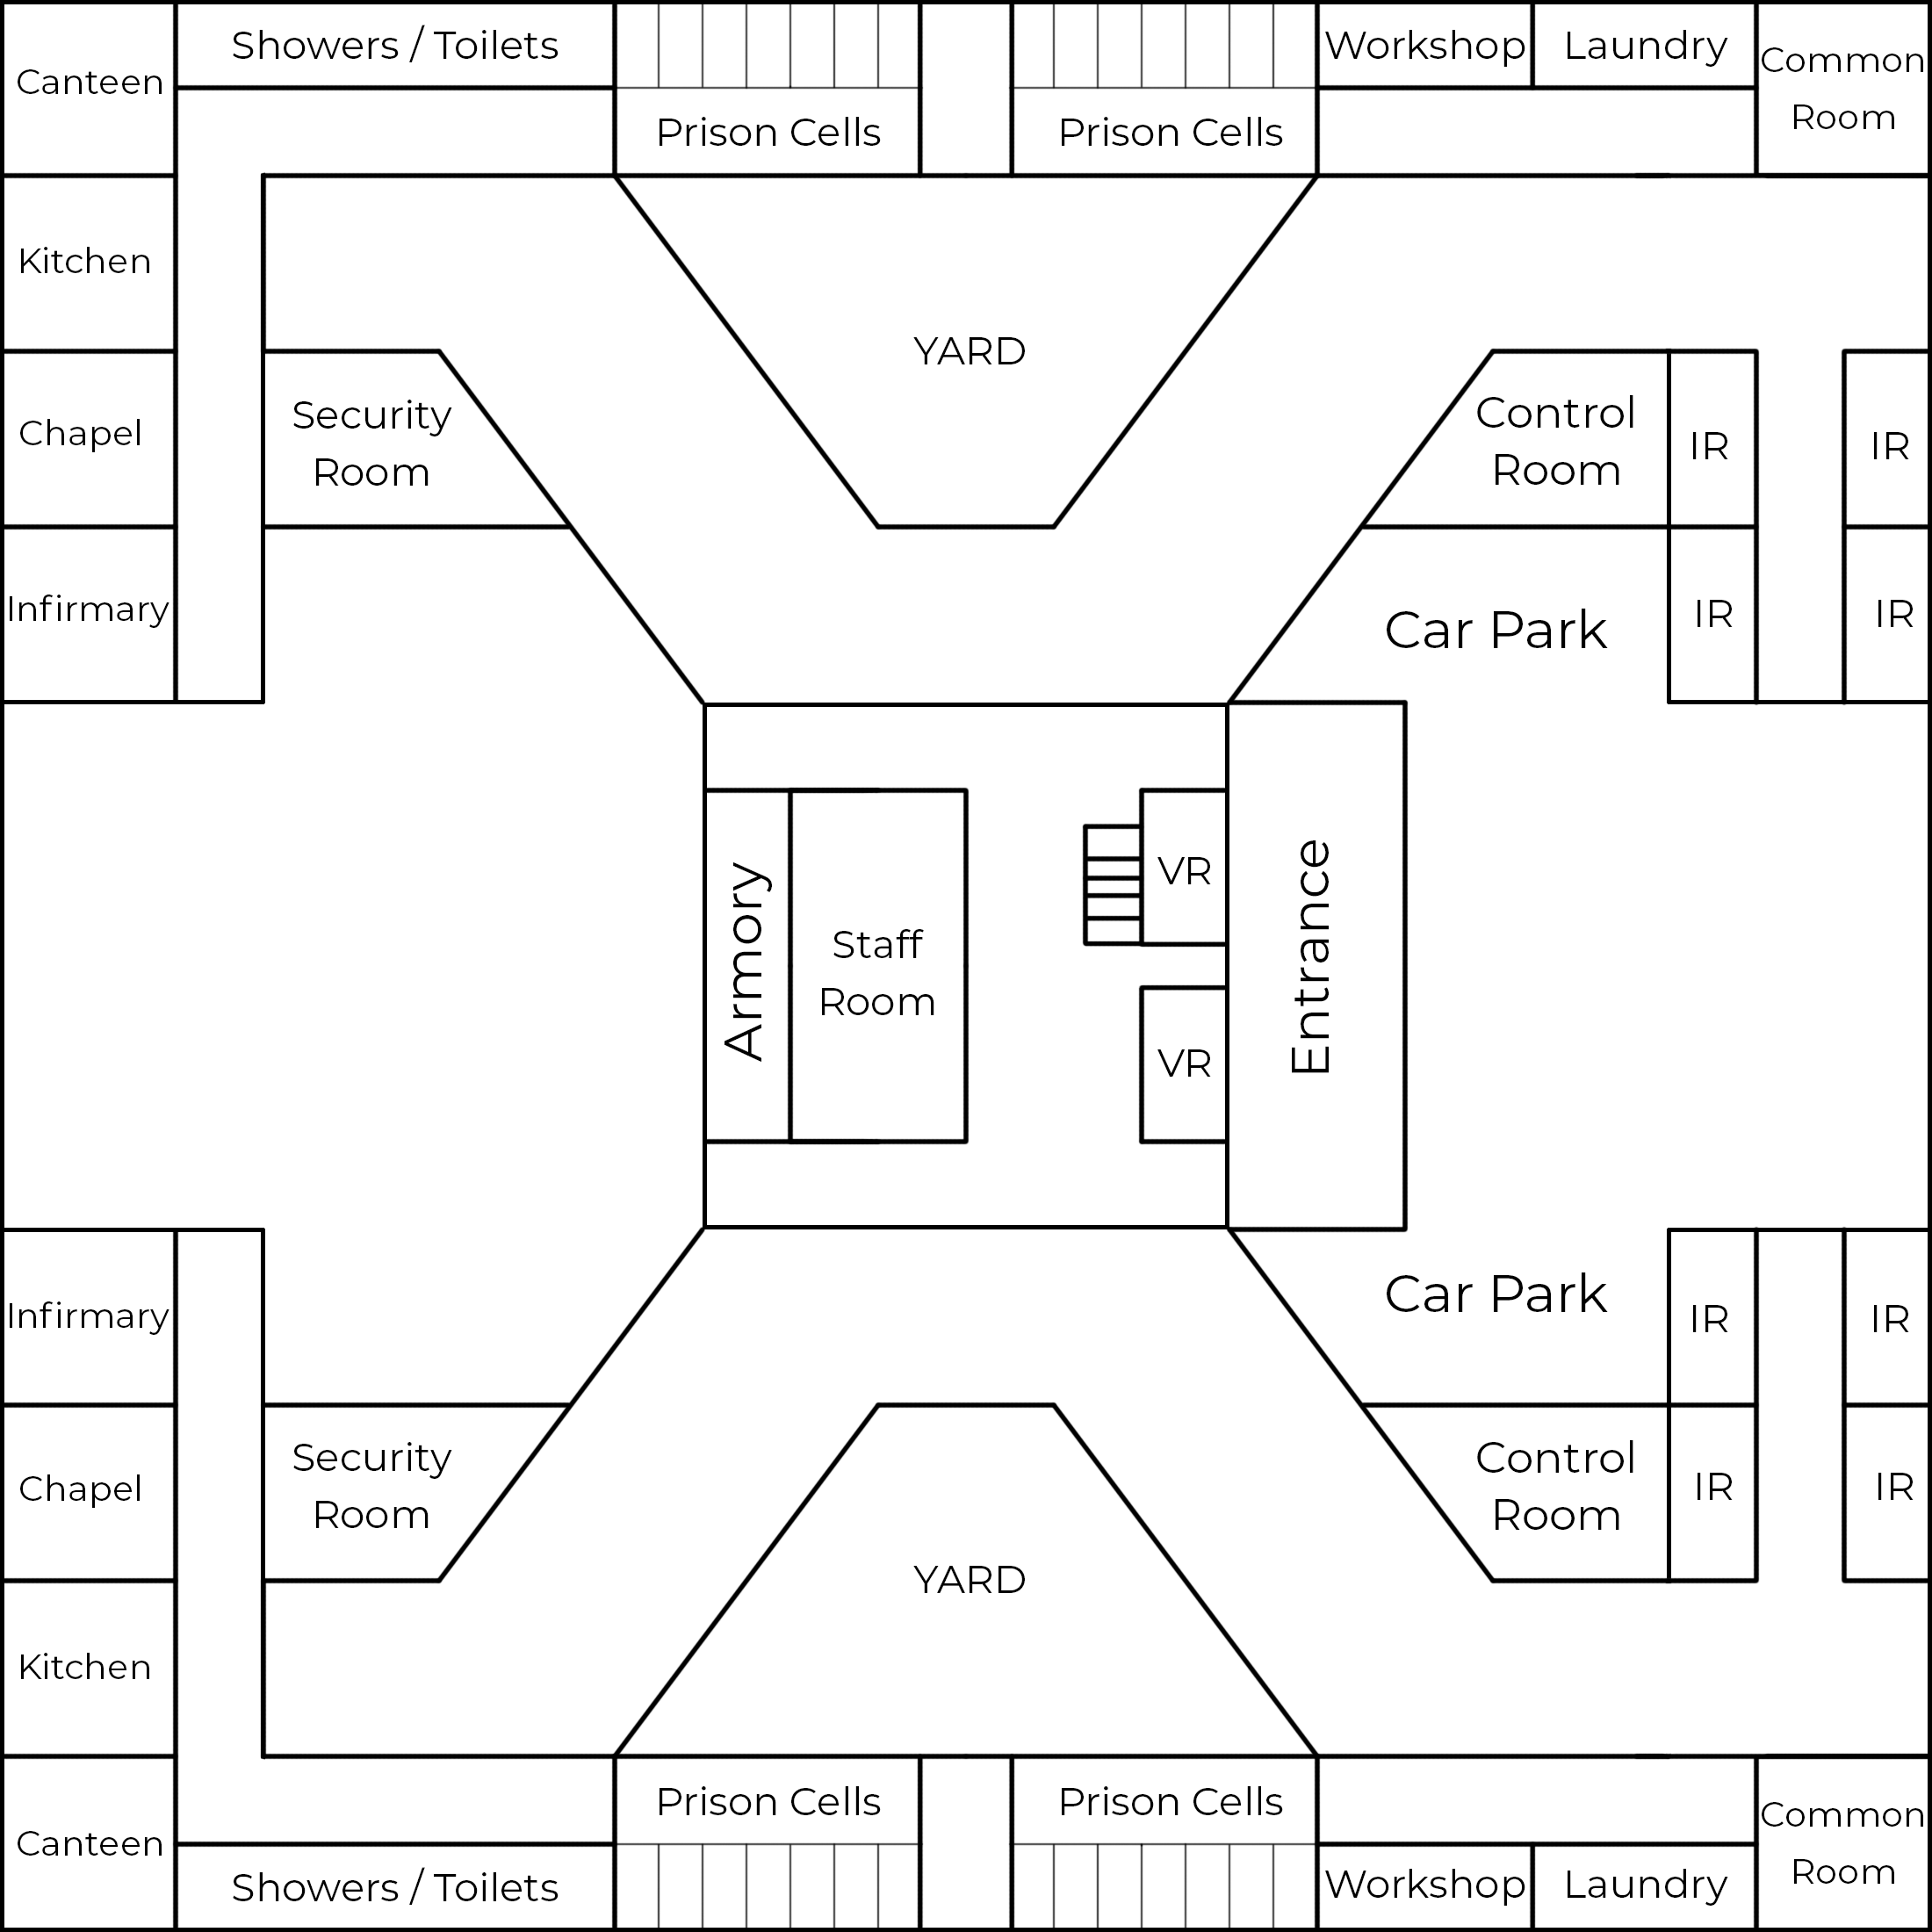 Showers / Toilets
Workshop
Laundry
Canteen
Common
Room
Prison Cells
Prison Cells
Kitchen
YARD
Security
Room
Control
Room
Chapel
IR
IR
Infirmary
Car Park
IR
IR
Armory
Staff
Room
VR
VR
Entrance
Infirmary
Car Park
IR
IR
Security
Room
Control
Room
Chapel
IR
IR
YARD
Kitchen
Prison Cells
Prison Cells
Canteen
Common
Room
Showers / Toilets
Workshop
Laundry